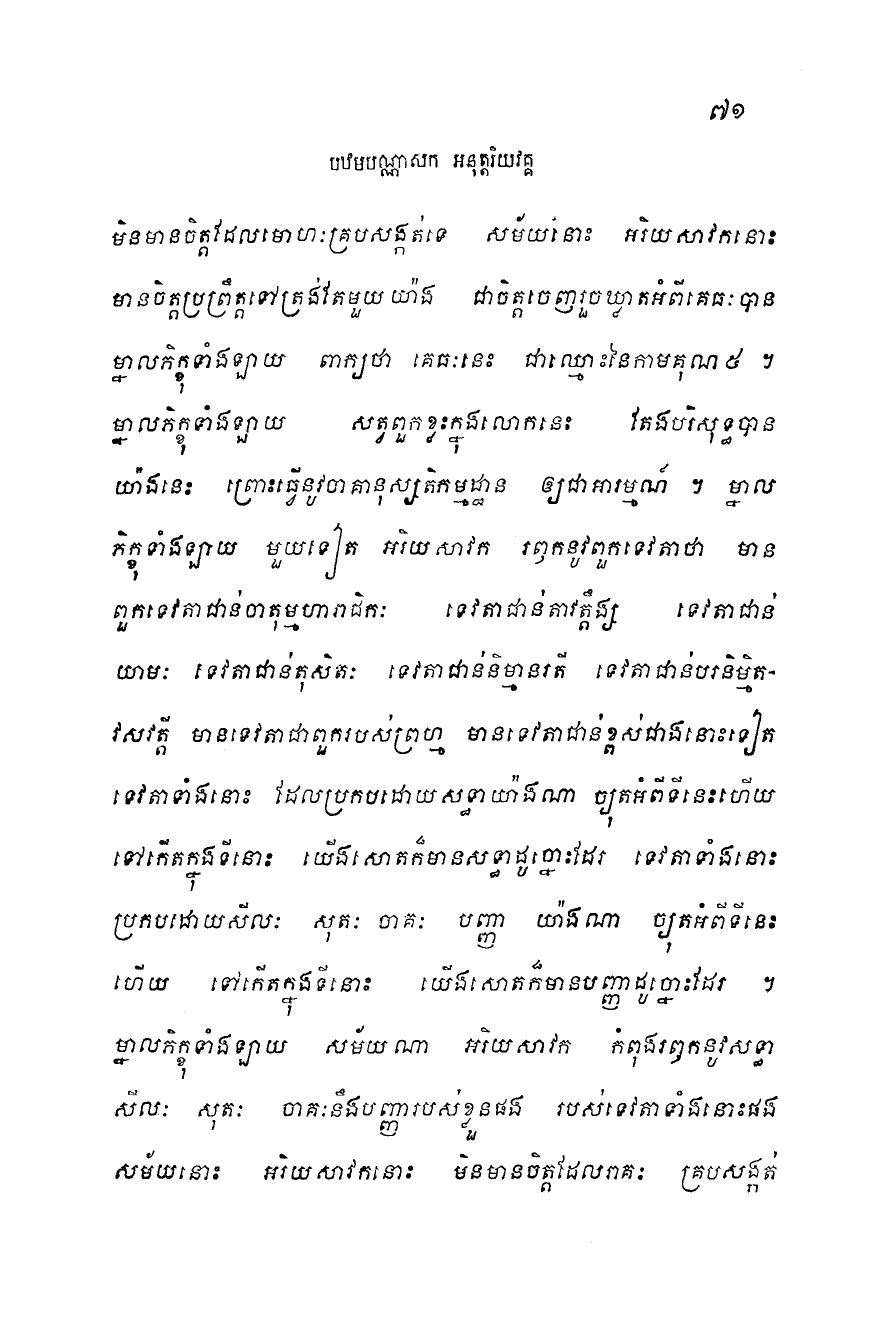 ៧១
បឋមបណ្ណាសក អនុត្តរិយវគ្គ
មិនមានចិត្តដែលមោហៈគ្របសង្កត់ទេ សម័យនោះ អរិយសាវកនោះ
មានចិត្តប្រព្រឹត្តទៅត្រង់តែមួយយ៉ាង ជាចិត្តចេញរួចឃ្លាតអំពីគេធៈបាន
ម្នាលភិក្ខុទាំងឡាយ ពាក្យថា គេធៈនេះ ជាឈ្មោះនៃកាមគុណ៥ ។
ម្នាលភិក្ខុទាំងឡាយ សត្វពួកខ្លះក្នុងលោកនេះ តែងបរិសុទ្ធបាន
យ៉ាងនេះ ព្រោះធ្វើនូវចាគានុស្សតិកម្មដ្ឋាន ឲ្យជាអារម្មណ៍ ។ ម្នាល
ភិក្ខុទាំងឡាយ មួយទៀត អរិយសាវក រឭកនូវពួកទេវតាថា មាន
ពួកទេវតាជាន់ចាតុម្មហារាជិកៈ ទេវតាជាន់តាវត្តឹង្ស ទេវតាជាន់
យាមៈ ទេវតាជាន់តុសិតៈ ទេវតាជាន់និម្មានរតី ទេវតាជាន់បរនិម្មិត-
វសវត្តី មានទេវតាជាពួករបស់ព្រហ្ម មានទេវតាជាន់ខ្ពស់ជាងនោះទៀត
ទេវតាទាំងនោះ ដែលប្រកបដោយសទ្ធាយ៉ាងណា ច្យុតអំពីទីនេះហើយ
ទៅកើតក្នុងទីនោះ យើងសោតក៏មានសទ្ធាដូច្នោះដែរ ទេវតាទាំងនោះ
ប្រកបដោយសីលៈ សុតៈ ចាគៈ បញ្ញា យ៉ាងណា ច្យុតអំពីទីនេះ
ហើយ ទៅកើតក្នុងទីនោះ យើងសោតក៏មានបញ្ញាដូច្នោះដែរ ។
ម្នាលភិក្ខុទាំងឡាយ សម័យណា អរិយសាវក កំពុងរឭកនូវសទ្ធា
សីលៈ សុតៈ ចាគៈនឹងបញ្ញារបស់ខ្លួនផង របស់ទេវតាទាំងនោះផង
សម័យនោះ អរិយសាវកនោះ មិនមានចិត្តដែលរាគៈ គ្របសង្កត់